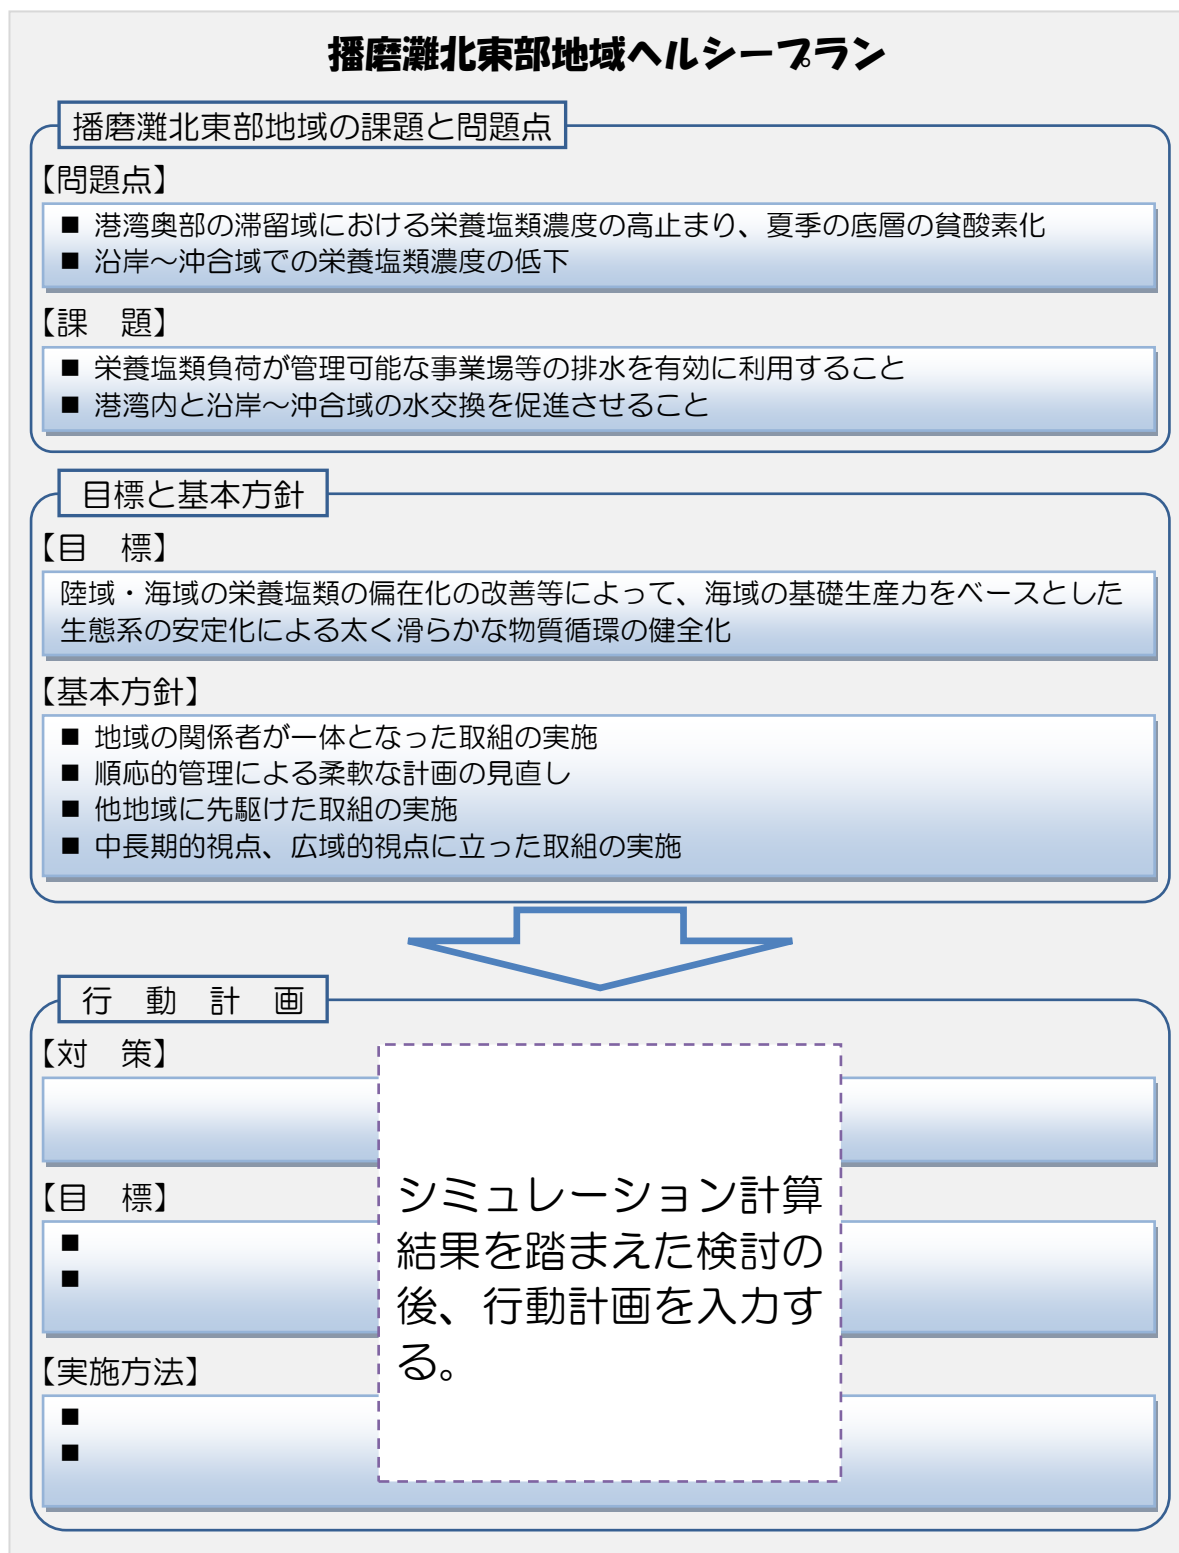 播磨灘北東部地域ヘルシープラン
播磨灘北東部地域の課題と問題点
【問題点】
■ 港湾奥部の滞留域における栄養塩類濃度の高止まり、夏季の底層の貧酸素化
■ 沿岸～沖合域での栄養塩類濃度の低下
【課　題】
■ 栄養塩類負荷が管理可能な事業場等の排水を有効に利用すること
■ 港湾内と沿岸～沖合域の水交換を促進させること
目標と基本方針
【目　標】
陸域・海域の栄養塩類の偏在化の改善等によって、海域の基礎生産力をベースとした
生態系の安定化による太く滑らかな物質循環の健全化
【基本方針】
■ 地域の関係者が一体となった取組の実施
■ 順応的管理による柔軟な計画の見直し
■ 他地域に先駆けた取組の実施
■ 中長期的視点、広域的視点に立った取組の実施
行　動　計　画
【対　策】
【目　標】
■
■
【実施方法】
■
■
シミュレーション計算
結果を踏まえた検討の
後、行動計画を入力す
る。